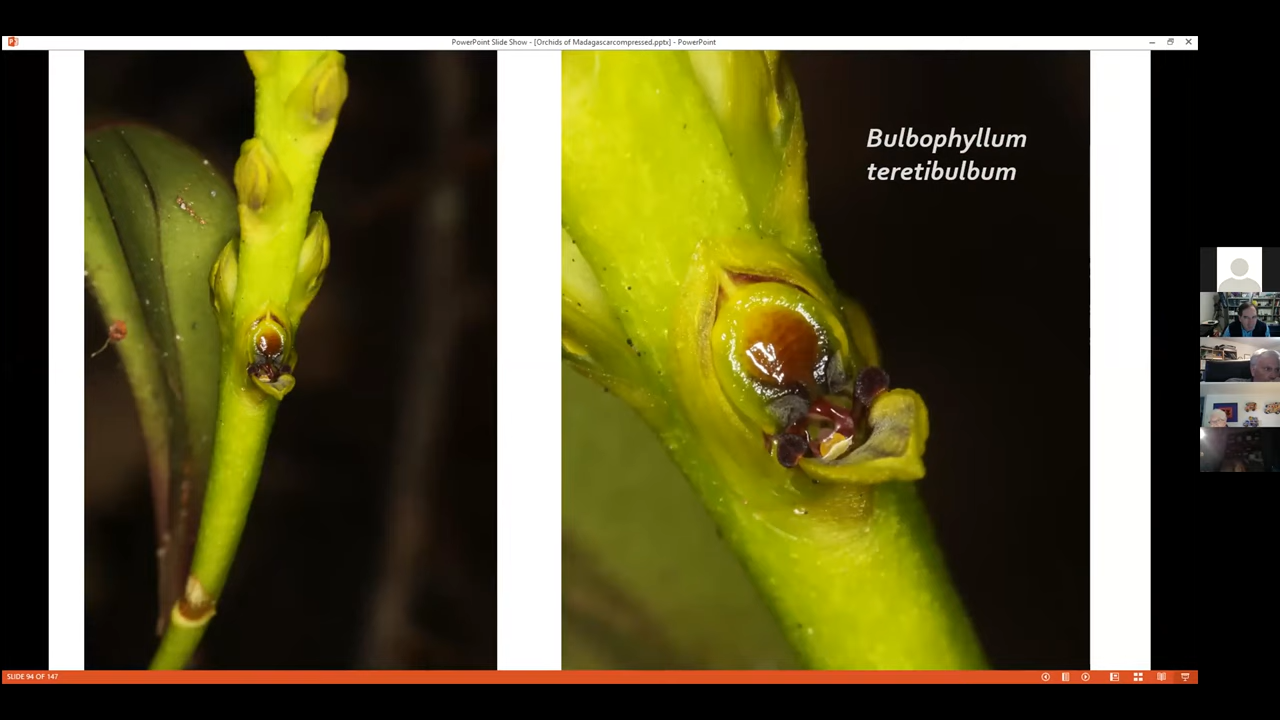 PowerPoint Slide Show - [Orchids of Madagascarcompressed.pptx] - PowerPoint
Bulbophyllum
teretibulbum
SLIDE 94 OF 147